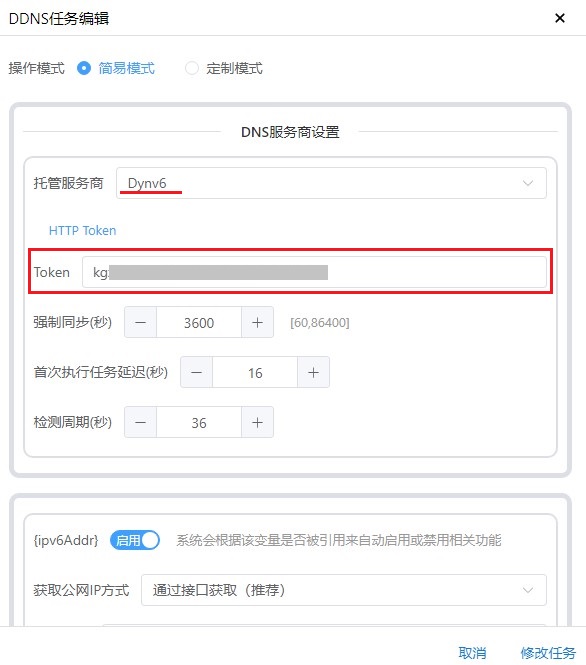 DDNS任务编辑
操作模式 简易模式 定制模式
DNS服务商设置
托管服务商 Dynv6
HTTP Token
Token kg
强制同步(秒) 3600 [60,86400]
首次执行任务延迟(秒) 16
检测周期(秒) 36
{ipv6Addr} 启用 系统会根据该变量是否被引用来自动启用或禁用相关功能
获取公网IP方式 通过接口获取（推荐）
取消 修改任务